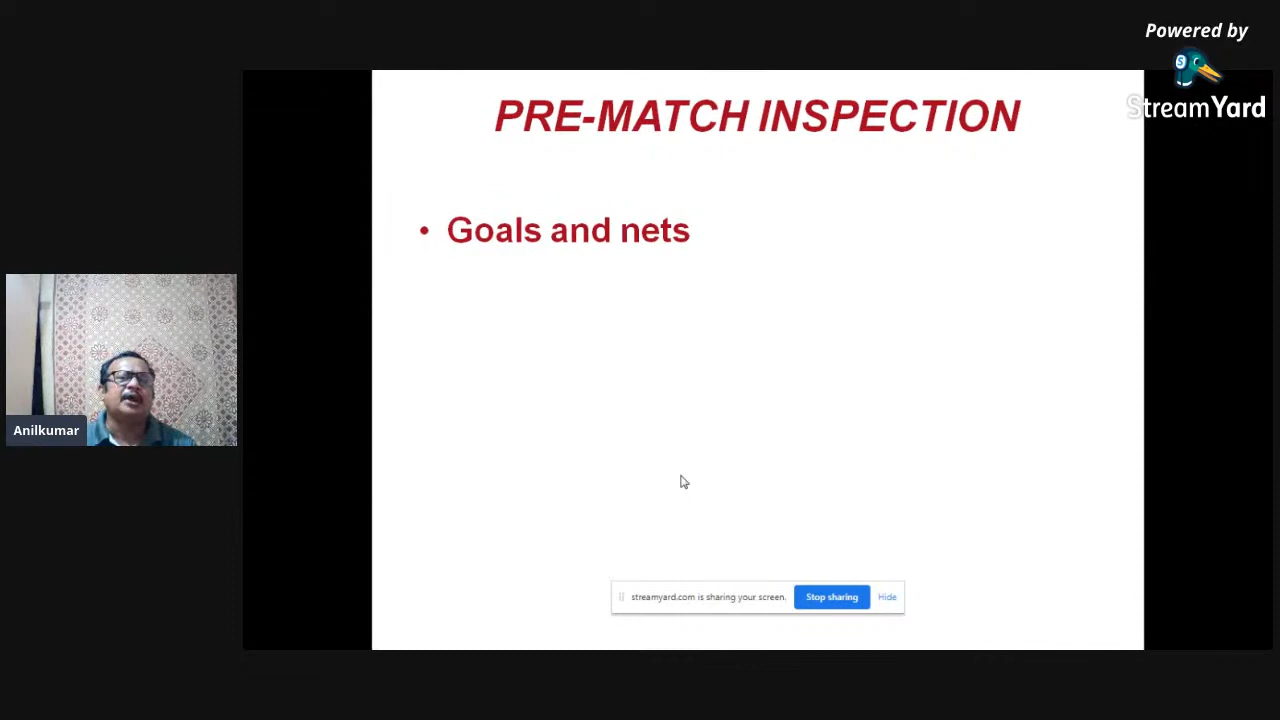 Powered by
StreamYard
PRE-MATCH INSPECTION
• Goals and nets
Anilkumar
streamyard.com is sharing your screen.
Stop sharing
Hide